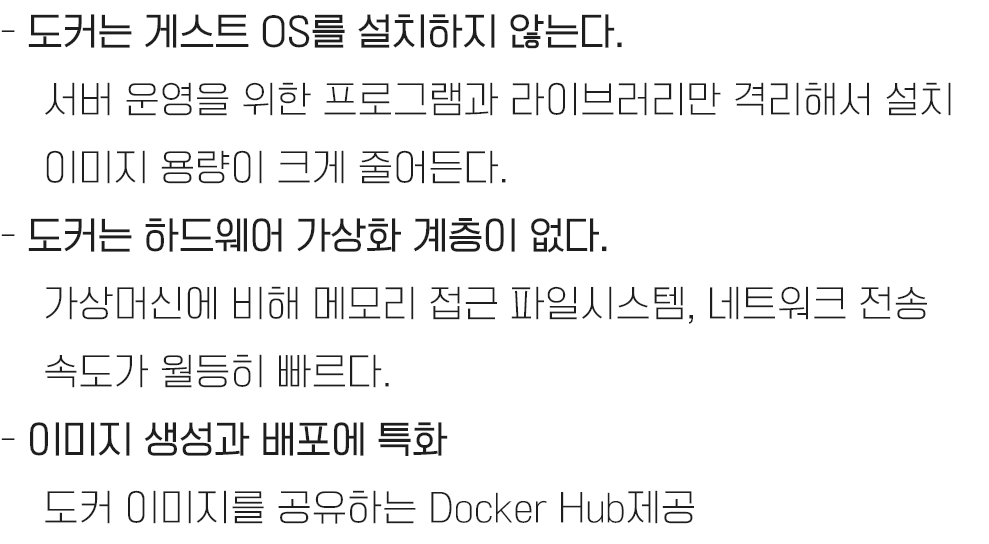 - 도커는 게스트 OS를 설치하지 않는다.
서버 운영을 위한 프로그램과 라이브러리만 격리해서 설치
이미지 용량이 크게 줄어든다.
- 도커는 하드웨어 가상화 계층이 없다.
가상머신에 비해 메모리 접근 파일시스템, 네트워크 전송
속도가 월등히 빠르다.
- 이미지 생성과 배포에 특화
도커 이미지를 공유하는 Docker Hub제공